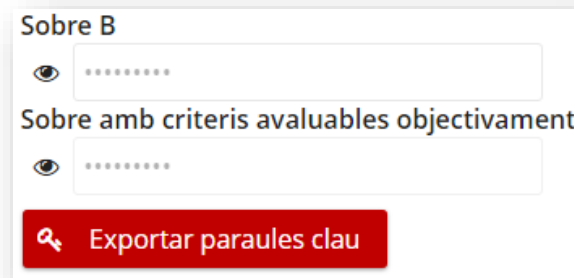 Sobre B
•••••••••
Sobre amb criteris avaluables objectivament
•••••••••
Exportar paraules clau